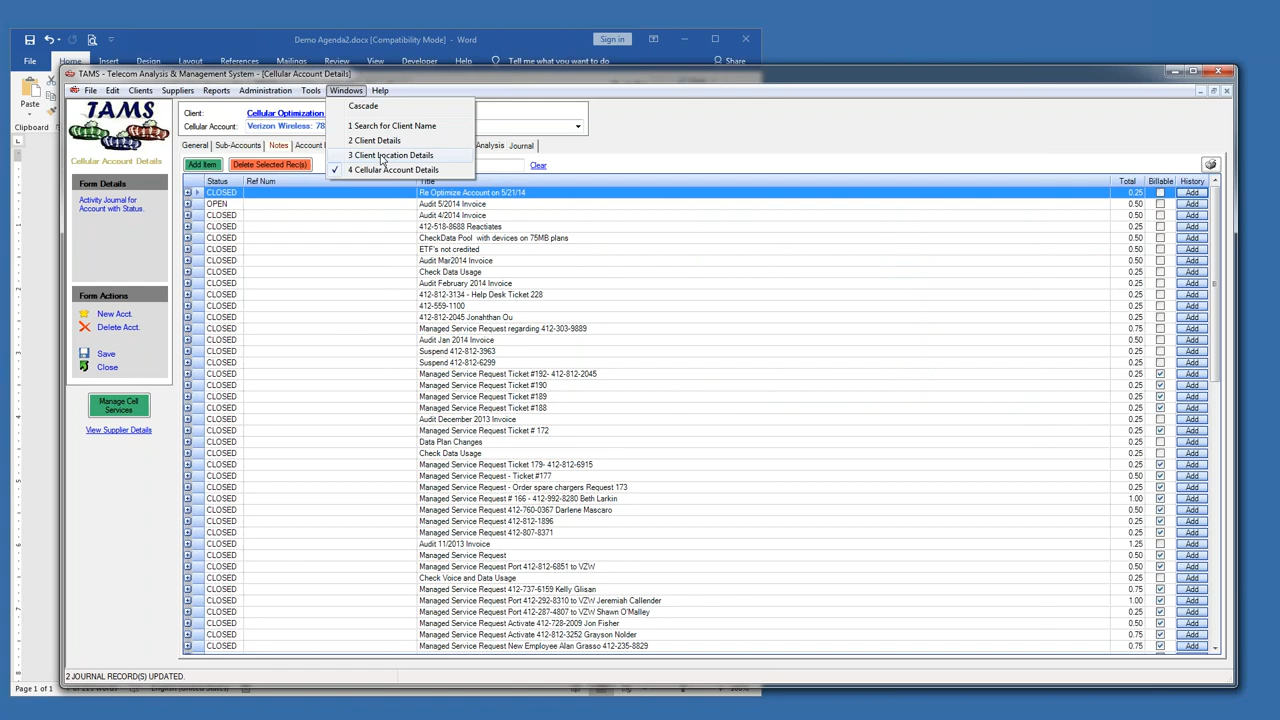 Demo Agenda2.docx [Compatibility Mode] - Word
Sign in
File Home Insert Design Layout References Mailings Review View Developer Help Tell me what you want to do Share
Paste
Clipboard
TAMS - Telecom Analysis & Management System - [Cellular Account Details]
File Edit Clients Suppliers Reports Administration Tools Windows Help
Cascade
1 Search for Client Name
2 Client Details
3 Client Location Details
4 Cellular Account Details
TAMS
Cellular Account Details
Form Details
Activity Journal for
Account with Status.
Form Actions
New Acct.
Delete Acct.
Save
Close
Manage Cell
Services
View Supplier Details
Client: Cellular Optimization
Cellular Account: Verizon Wireless: 78
General Sub-Accounts Notes Account Analysis Journal
Add Item Delete Selected Rec(s) Clear
Status Ref Num Title Total Billable History
CLOSED Re Optimize Account on 5/21/14 0.25 Add
OPEN Audit 5/2014 Invoice 0.50 Add
CLOSED Audit 4/2014 Invoice 0.50 Add
CLOSED 412-518-8688 Reactivates 0.25 Add
CLOSED CheckData Pool with devices on 75MB plans 0.50 Add
CLOSED ETF's not credited 0.50 Add
CLOSED Audit Mar2014 Invoice 0.50 Add
CLOSED Check Data Usage 0.25 Add
CLOSED Audit February 2014 Invoice 0.50 Add
CLOSED 412-812-3134 - Help Desk Ticket 228 0.25 Add
CLOSED 412-559-1100 0.25 Add
CLOSED 412-812-2045 Jonahthan Ou 0.25 Add
CLOSED Managed Service Request regarding 412-303-9889 0.75 Add
CLOSED Audit Jan 2014 Invoice 0.50 Add
CLOSED Suspend 412-812-3963 0.25 Add
CLOSED Suspend 412-812-6299 0.25 Add
CLOSED Managed Service Request Ticket #192- 412-812-2045 0.25 Add
CLOSED Managed Service Request Ticket #190 0.25 Add
CLOSED Managed Service Request Ticket #189 0.25 Add
CLOSED Managed Service Request Ticket #188 0.25 Add
CLOSED Audit December 2013 Invoice 0.50 Add
CLOSED Managed Service Request Ticket # 172 0.25 Add
CLOSED Data Plan Changes 0.25 Add
CLOSED Check Data Usage 0.25 Add
CLOSED Managed Service Request Ticket 179- 412-812-6915 0.25 Add
CLOSED Managed Service Request - Ticket #177 0.50 Add
CLOSED Managed Service Request - Order spare chargers Request 173 0.25 Add
CLOSED Managed Service Request # 166 - 412-992-8280 Beth Larkin 1.00 Add
CLOSED Managed Service Request 412-760-0367 Darlene Mascaro 0.50 Add
CLOSED Managed Service Request 412-812-1896 0.25 Add
CLOSED Managed Service Request 412-807-8371 0.25 Add
CLOSED Audit 11/2013 Invoice 1.25 Add
CLOSED Managed Service Request 0.50 Add
CLOSED Managed Service Request Port 412-812-6851 to VZW 0.50 Add
CLOSED Check Voice and Data Usage 0.25 Add
CLOSED Managed Service Request 412-737-6159 Kelly Glisan 0.75 Add
CLOSED Managed Service Request Port 412-292-8310 to VZW Jeremiah Callender 1.00 Add
CLOSED Managed Service Request Port 412-287-4807 to VZW Shawn O'Malley 0.25 Add
CLOSED Managed Service Request Activate 412-728-2009 Jon Fisher 0.50 Add
CLOSED Managed Service Request Activate 412-812-3252 Grayson Nolder 0.75 Add
CLOSED Managed Service Request New Employee Alan Grasso 412-235-8829 0.75 Add
2 JOURNAL RECORD(S) UPDATED.
Page 1 of 1